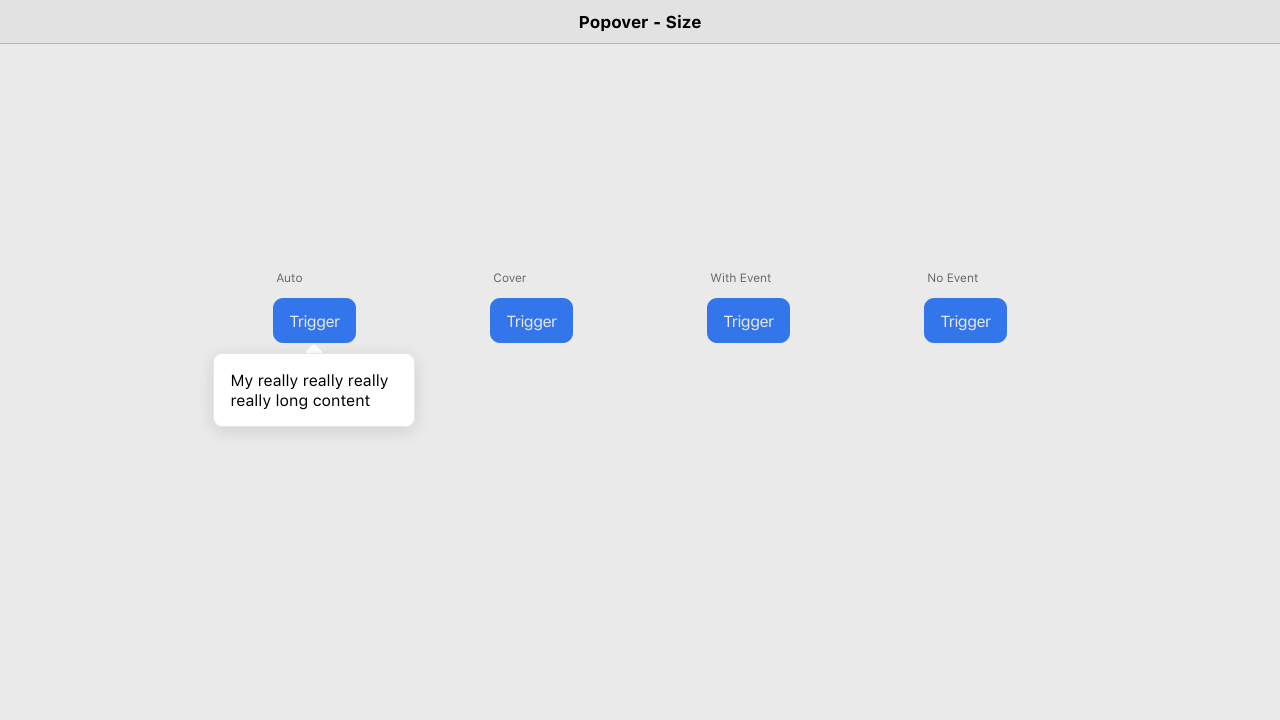 Popover - Size
Auto
Cover
With Event
No Event
Trigger
Trigger
Trigger
Trigger
My really really really
really long content